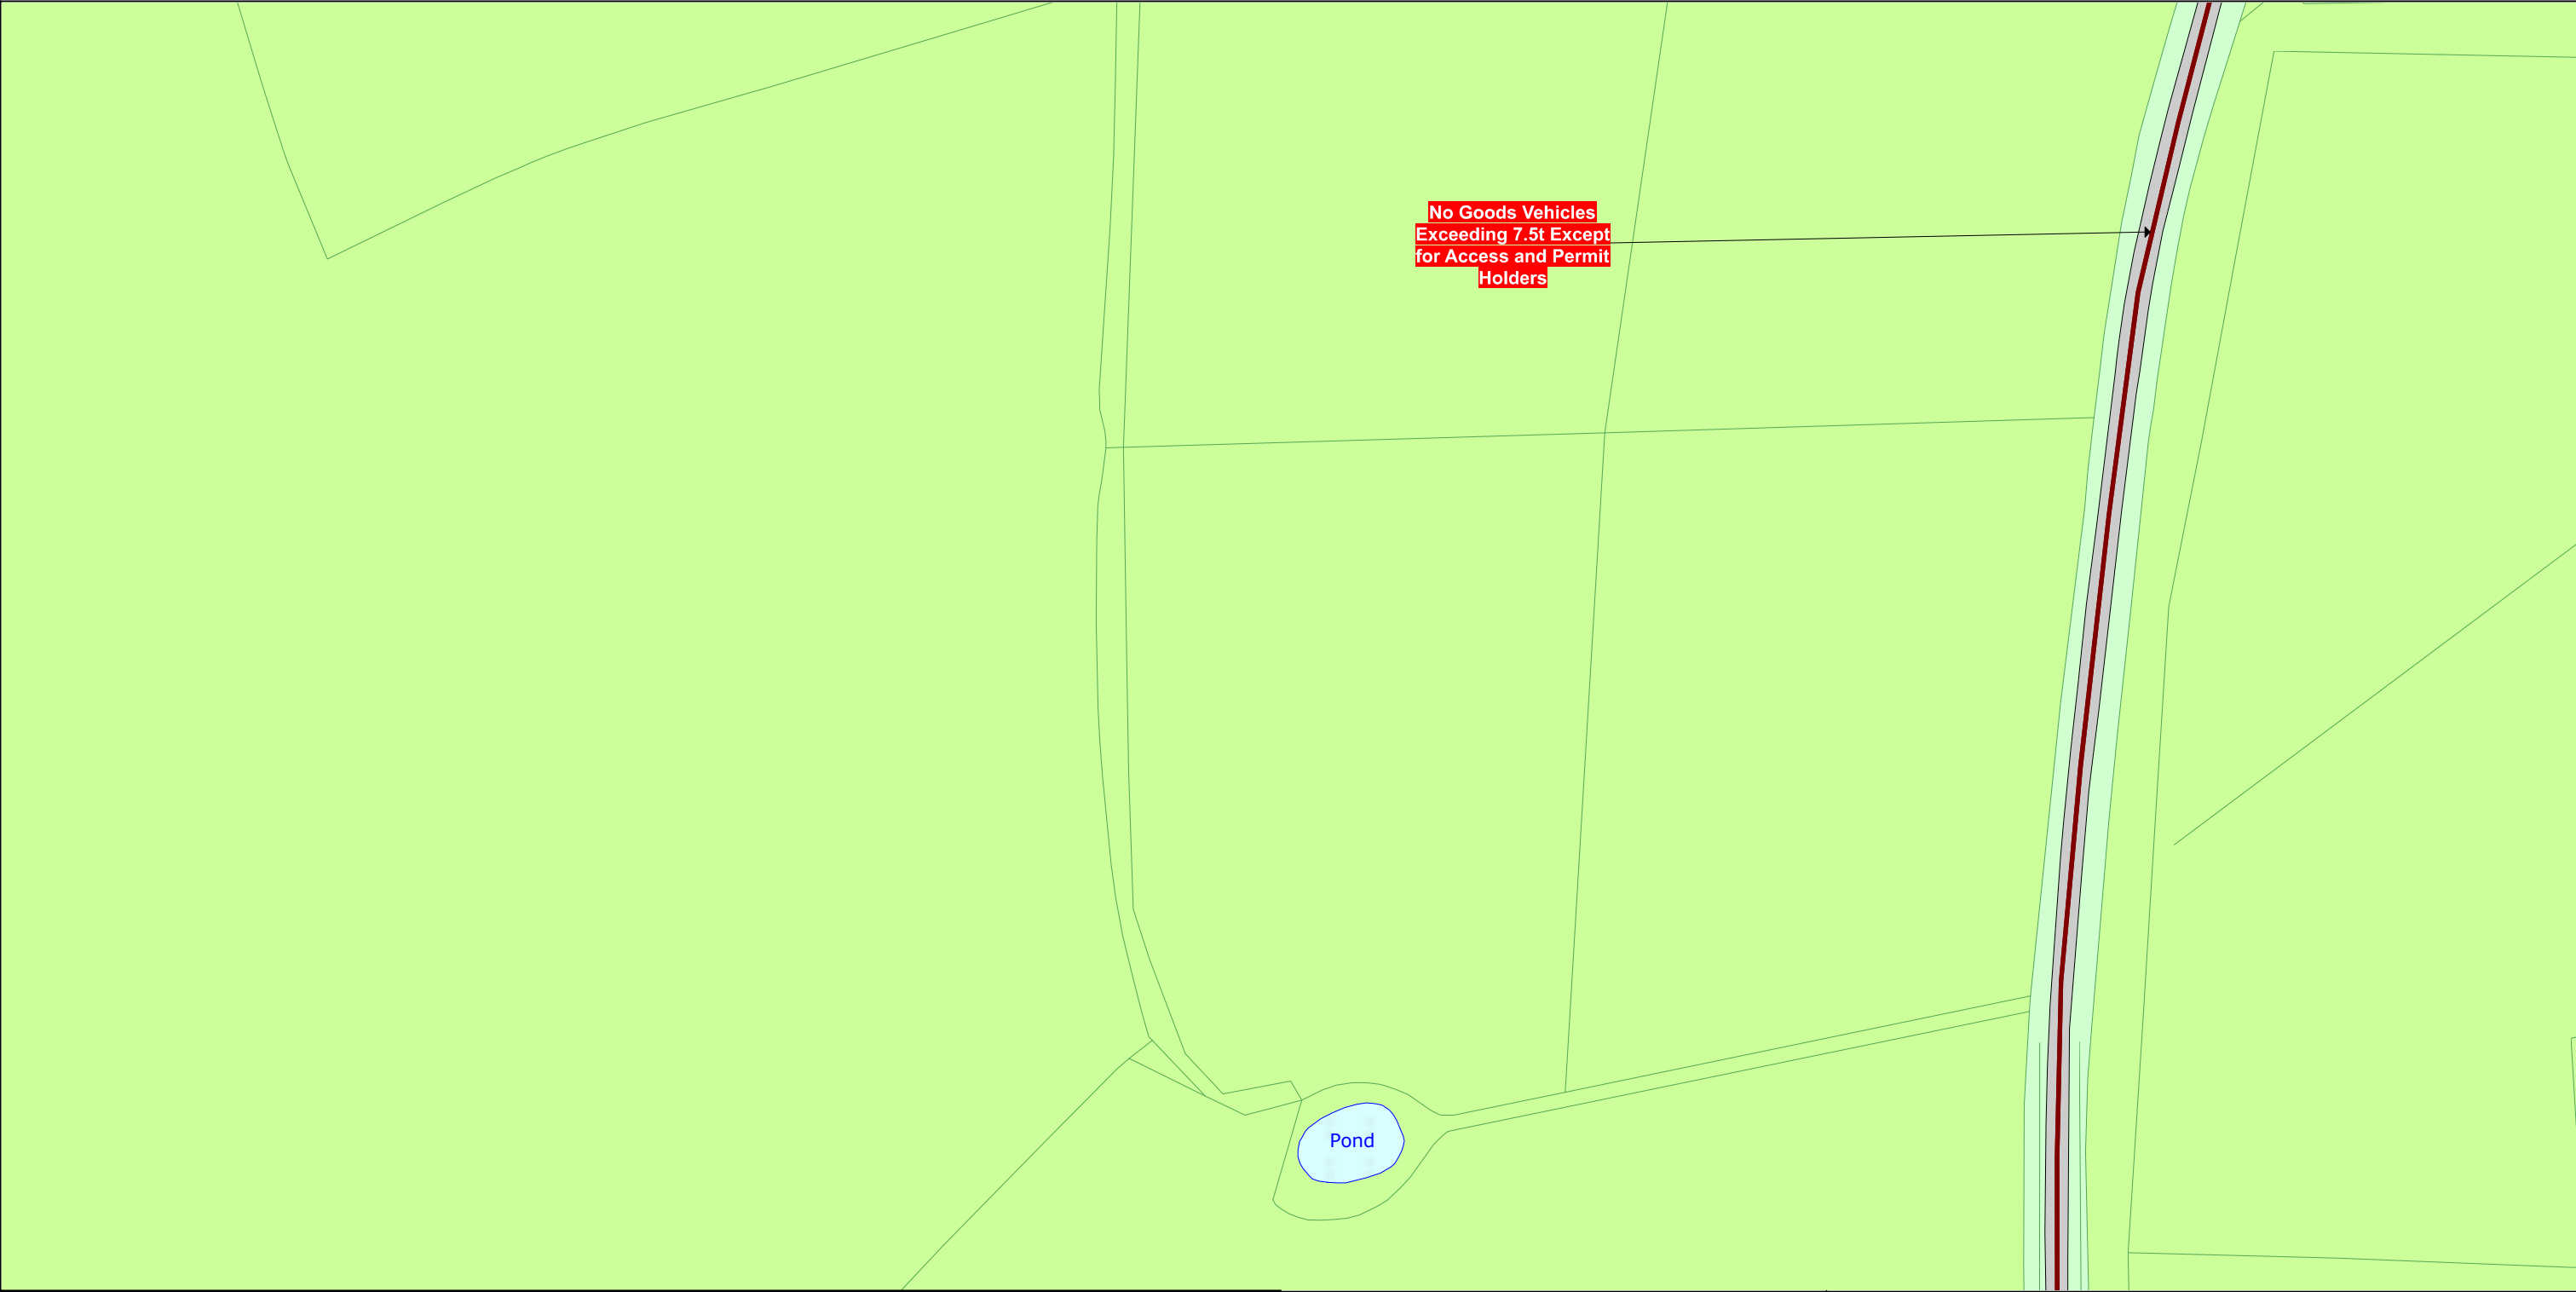 No Goods Vehicles
Exceeding 7.5t Except
for Access and Permit
Holders
Pond